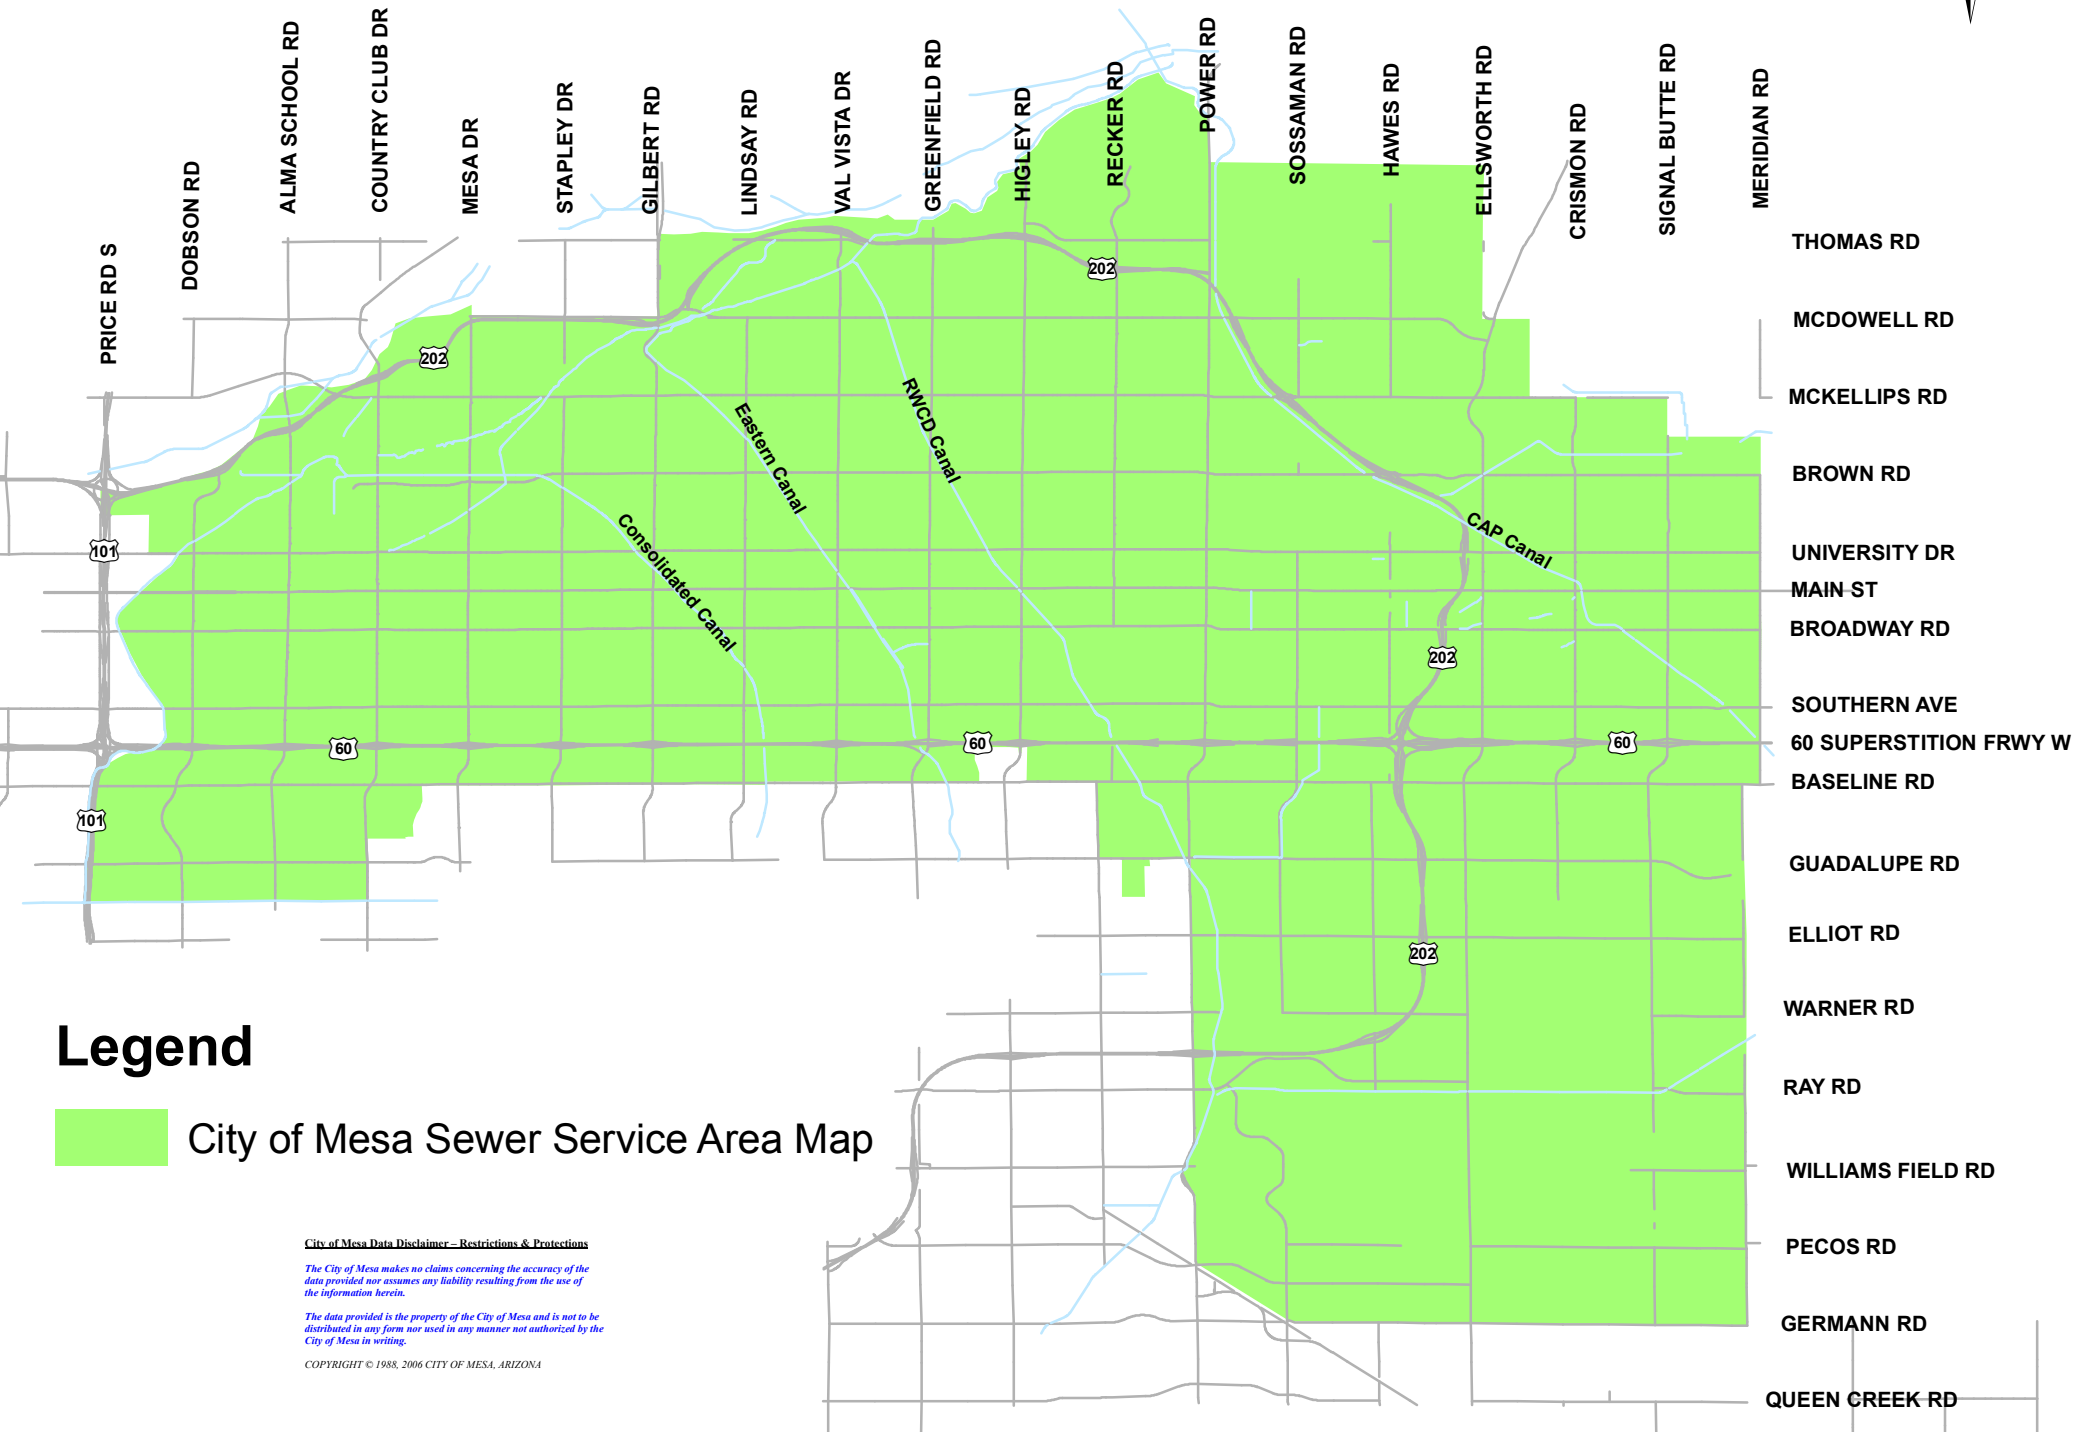 PRICE RD S
DOBSON RD
ALMA SCHOOL RD
COUNTRY CLUB DR
MESA DR
STAPLEY DR
GILBERT RD
LINDSAY RD
VAL VISTA DR
GREENFIELD RD
HIGLEY RD
RECKER RD
POWER RD
SOSSAMAN RD
HAWES RD
ELLSWORTH RD
CRISMON RD
SIGNAL BUTTE RD
MERIDIAN RD
THOMAS RD
202
MCDOWELL RD
202
MCKELLIPS RD
RWCD Canal
Eastern Canal
BROWN RD
Consolidated Canal
CAP Canal
101
UNIVERSITY DR
MAIN ST
BROADWAY RD
202
SOUTHERN AVE
60
60
60
60 SUPERSTITION FRWY W
BASELINE RD
101
GUADALUPE RD
ELLIOT RD
202
WARNER RD
RAY RD
WILLIAMS FIELD RD
PECOS RD
GERMANN RD
QUEEN CREEK RD
Legend
City of Mesa Sewer Service Area Map
City of Mesa Data Disclaimer – Restrictions & Protections
The City of Mesa makes no claims concerning the accuracy of the
data provided nor assumes any liability resulting from the use of
the information herein.
The data provided is the property of the City of Mesa and is not to be
distributed in any form nor used in any manner not authorized by the
City of Mesa in writing.
COPYRIGHT © 1988, 2006 CITY OF MESA, ARIZONA